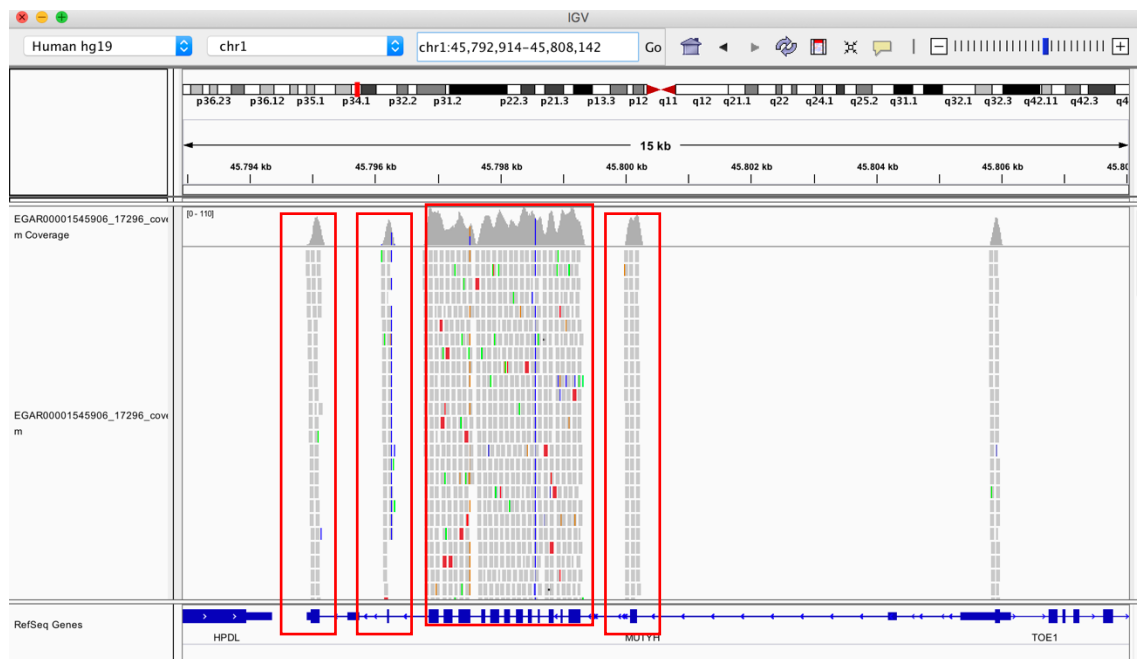 IGV
Human hg19 chr1 chr1:45,792,914-45,808,142 Go
p36.23 p36.12 p35.1 p34.1 p32.2 p31.2 p22.3 p21.3 p13.3 p12 q11 q12 q21.1 q22 q24.1 q25.2 q31.1 q32.1 q32.3 q42.11 q42.3 q4
15 kb
45.794 kb 45.796 kb 45.798 kb 45.800 kb 45.802 kb 45.804 kb 45.806 kb 45.80
EGAR00001545906_17296_cove
m Coverage
[0 - 110]
EGAR00001545906_17296_cove
m
RefSeq Genes
HPDL MUTYH TOE1